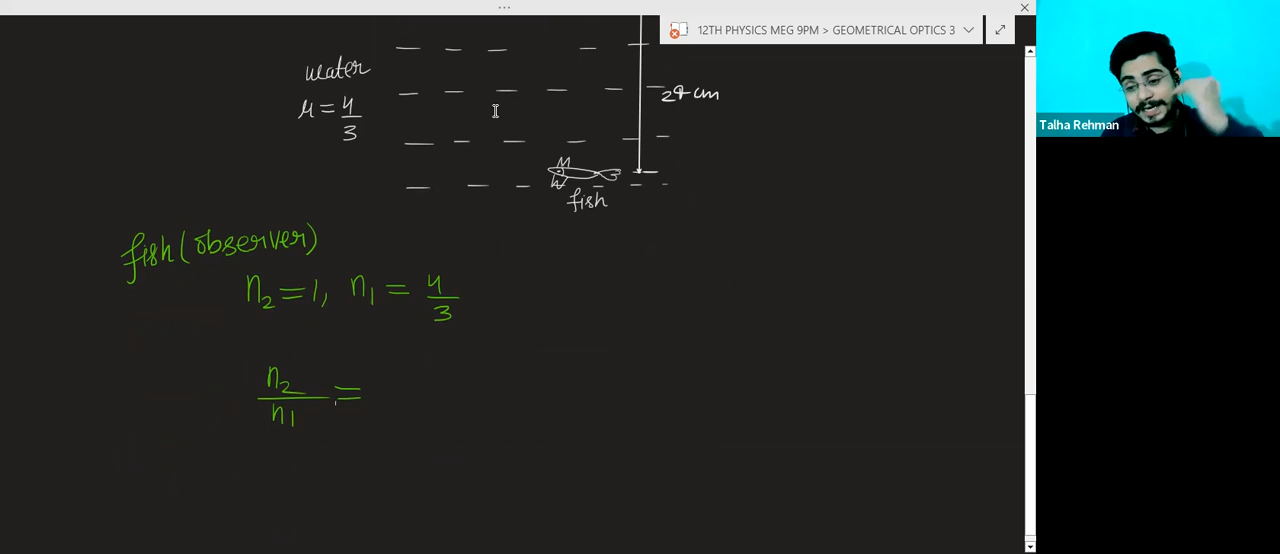 12TH PHYSICS MEG 9PM > GEOMETRICAL OPTICS 3
Talha Rehman
water
μ = 4/3
24 cm
fish
fish (observer)
n₂ = 1, n₁ = 4/3
n₂/n₁ =